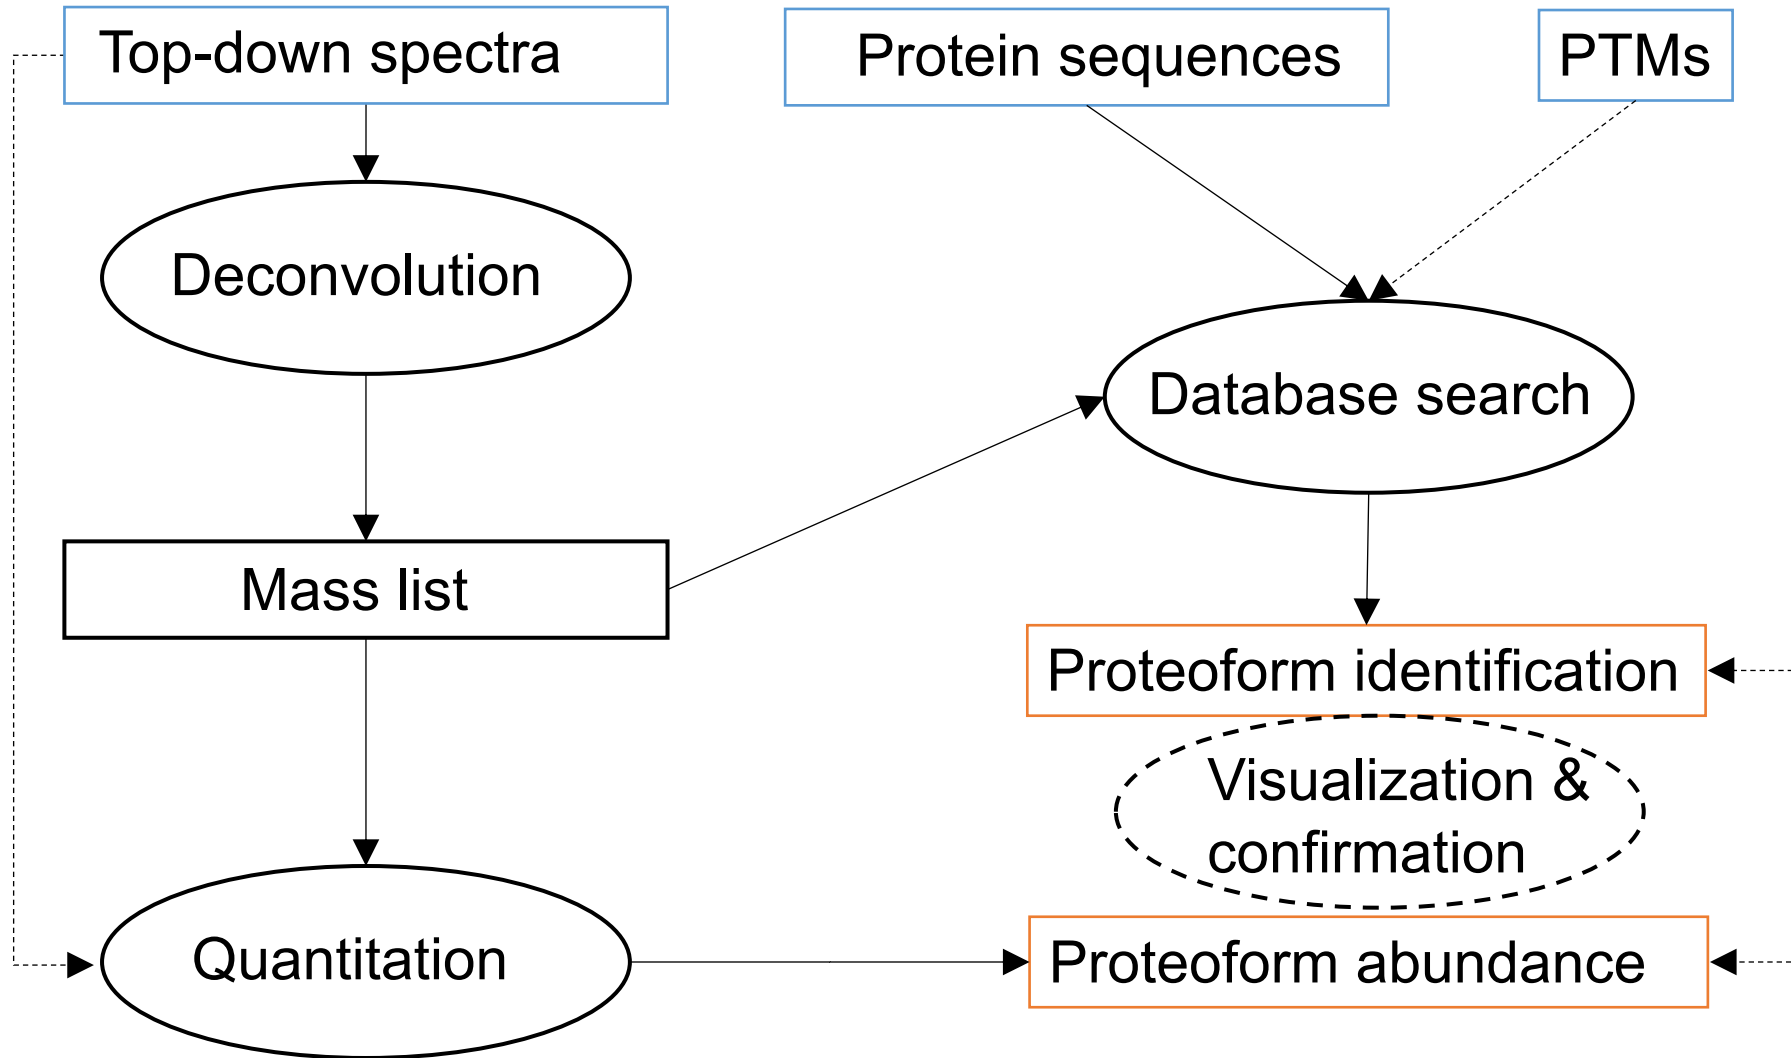 Top-down spectra
Protein sequences
PTMs
Deconvolution
Database search
Mass list
Proteoform identification
Visualization &
confirmation
Quantitation
Proteoform abundance